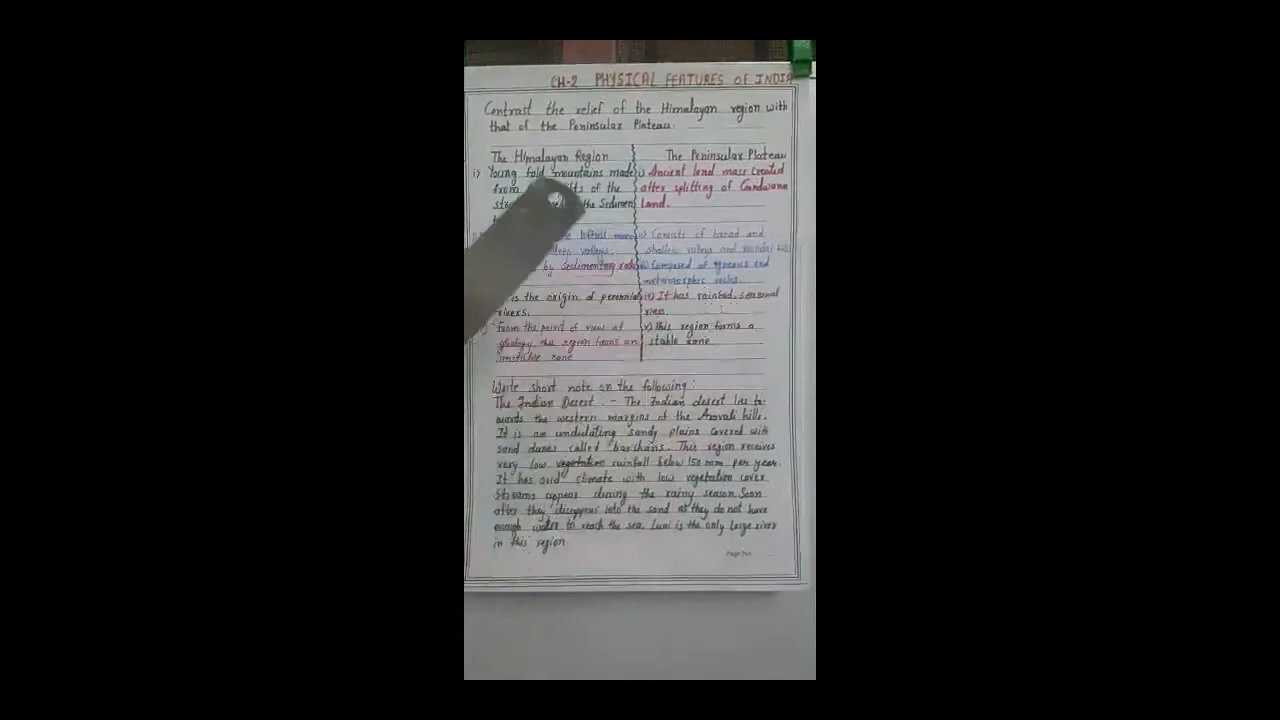 CH-2 PHYSICAL FEATURES OF INDIA
Contrast the relief of the Himalayan region with
that of the Peninsular Plateau.
The Himalayan Region
i) Young fold mountains made
from of the
the Sedimen
valleys.
by sedimentary rocks
is the origin of perennial
rivers.
From the point of view of
geology this region forms an
unstable zone
The Peninsular Plateau
i) Ancient land mass created
after splitting of Gondwana
land.
ii) Consists of broad and
shallow valleys and rounded hills
iii) Composed of igneous and
metamorphic rocks.
iv) It has rainfed, seasonal
rivers.
v) This region forms a
stable zone
Write short note on the following :
The Indian Desert :- The Indian desert lies to-
wards the western margins of the Aravali hills.
It is an undulating sandy plains covered with
sand dunes called barchans. This region receives
very low rainfall below 150 mm per year.
It has arid climate with low vegetation cover
Streams appear during the rainy season. Soon
after they disappear into the sand as they do not have
enough water to reach the sea. Luni is the only large river
in this region.
Page No.